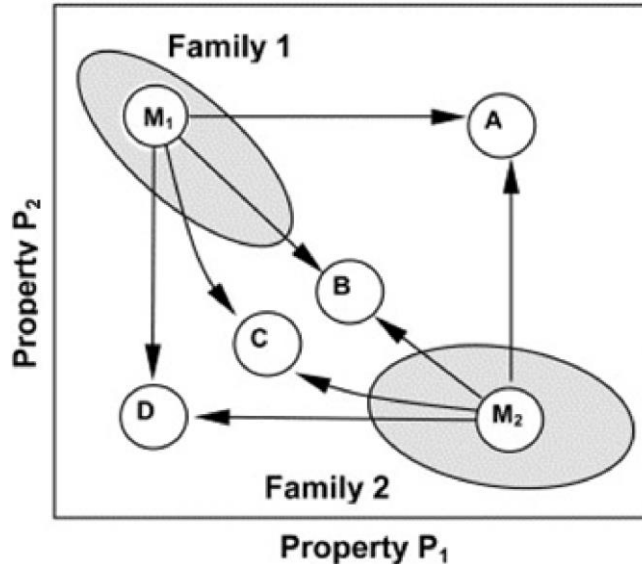 Family 1
M₁
A
B
C
D
M₂
Family 2
Property P₂
Property P₁